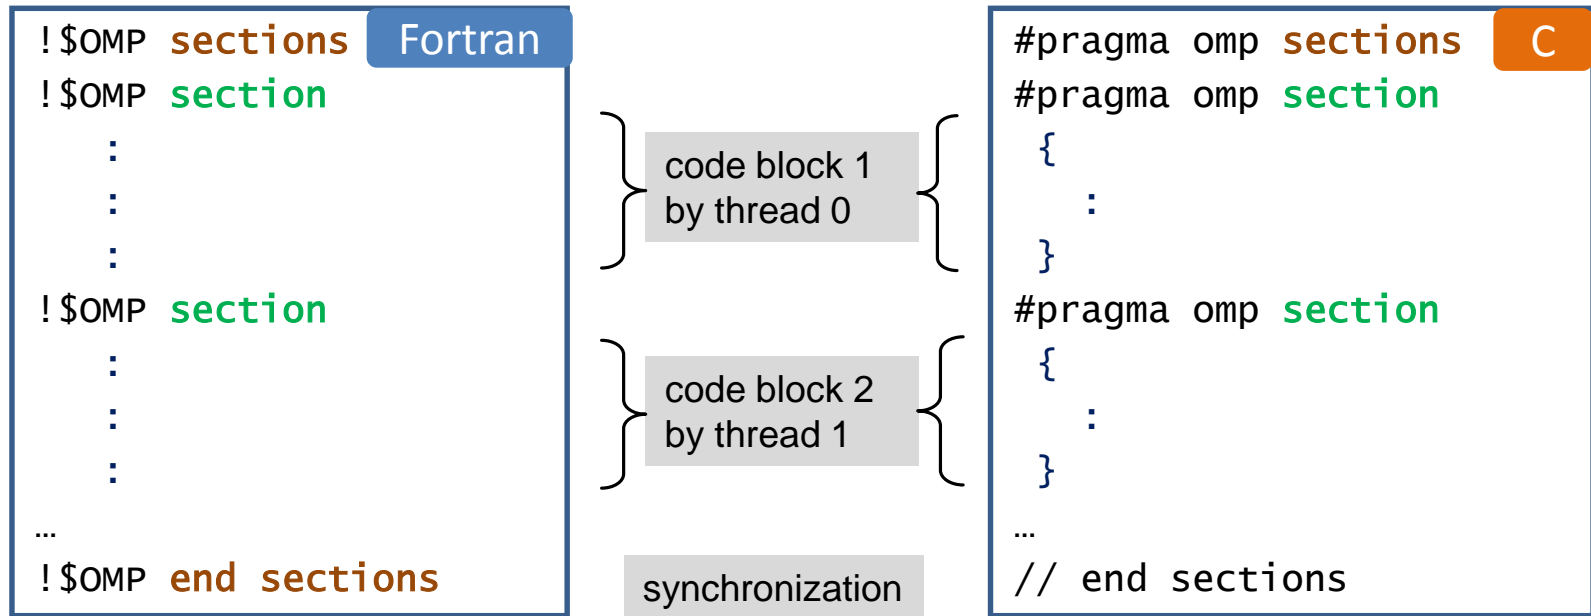 !$OMP sections
Fortran
!$OMP section
:
:
:
!$OMP section
:
:
:
…
!$OMP end sections
code block 1
by thread 0
code block 2
by thread 1
synchronization
#pragma omp sections
C
#pragma omp section
{
:
}
#pragma omp section
{
:
}
…
// end sections